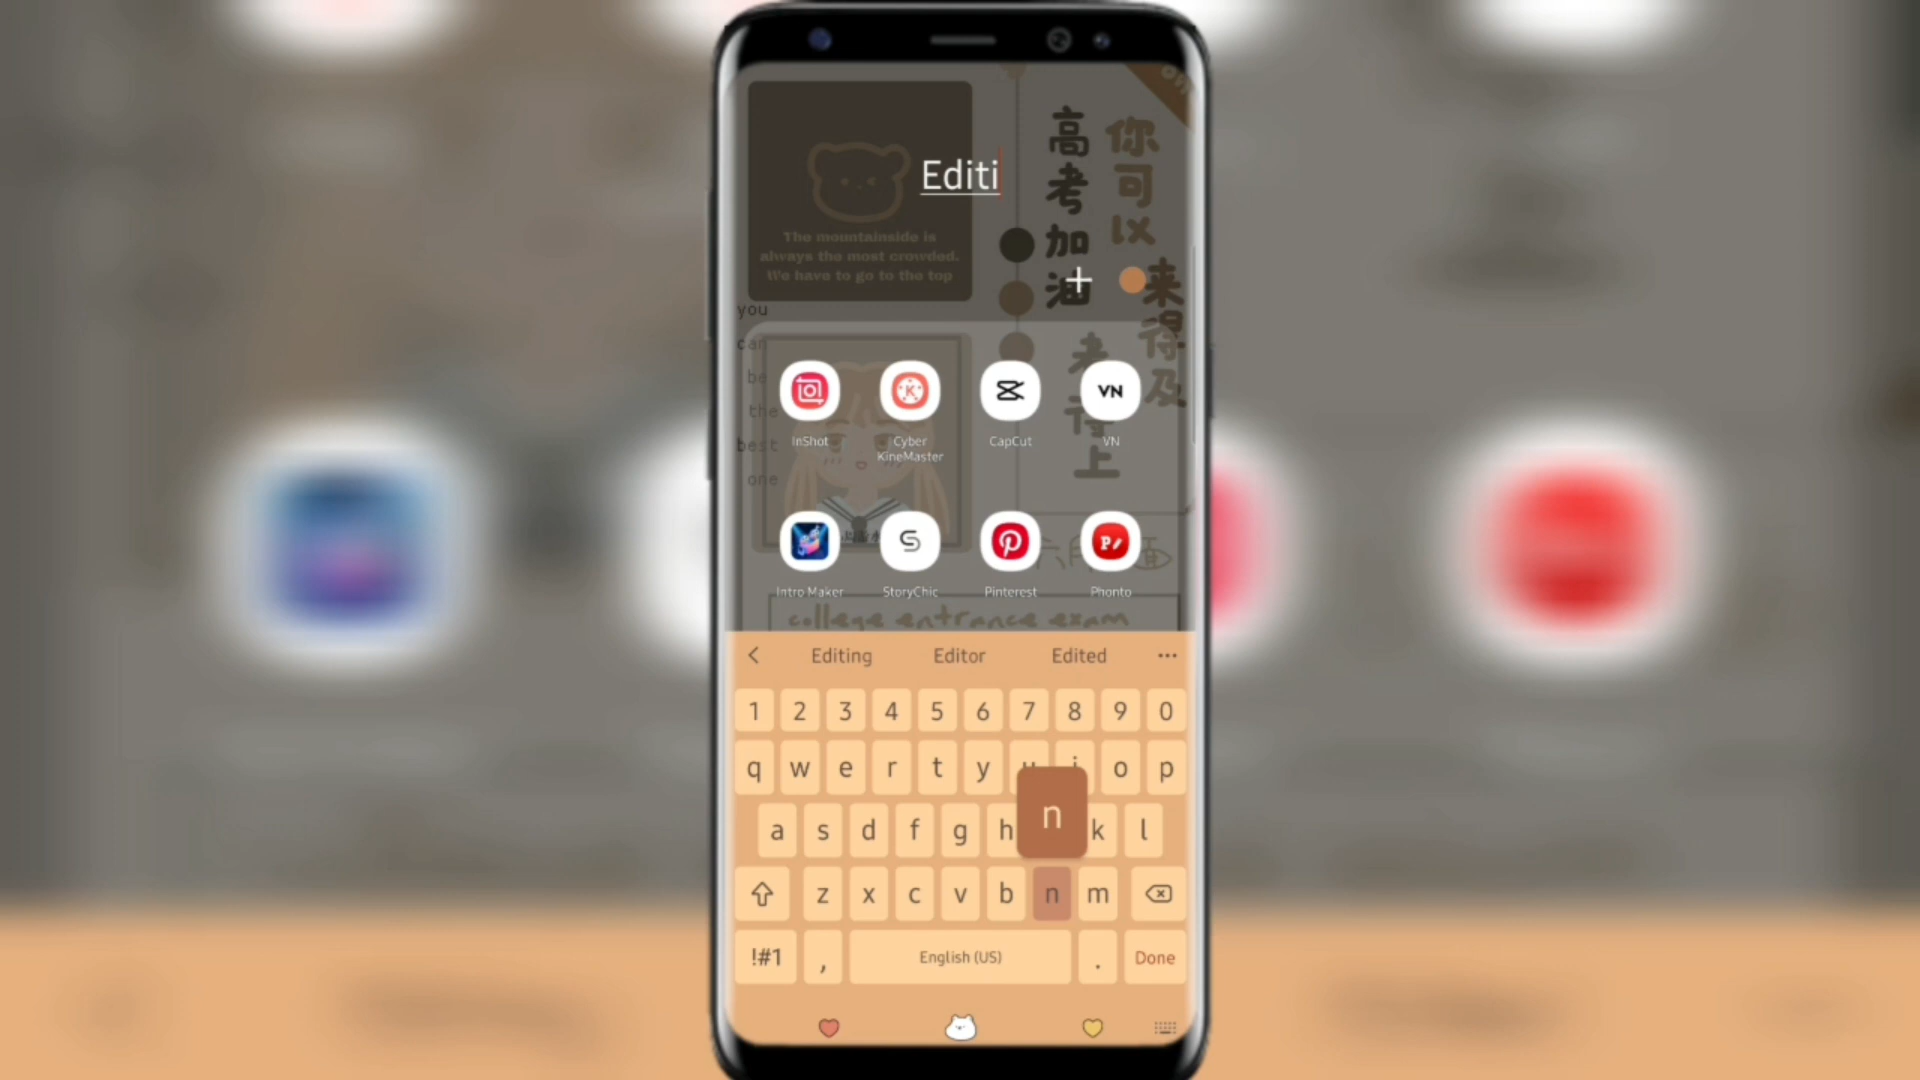 高考加油
你可以
来得及
考得上
Editi
The mountainside is
always the most crowded.
We have to go to the top
you
can
be
the
best
one
InShot
Cyber
KineMaster
CapCut
VN
VN
Intro Maker
StoryChic
Pinterest
Phonto
college entrance exam
Editing Editor Edited
1 2 3 4 5 6 7 8 9 0
q w e r t y u i o p
a s d f g h n k l
z x c v b n m
!#1 , English (US) . Done